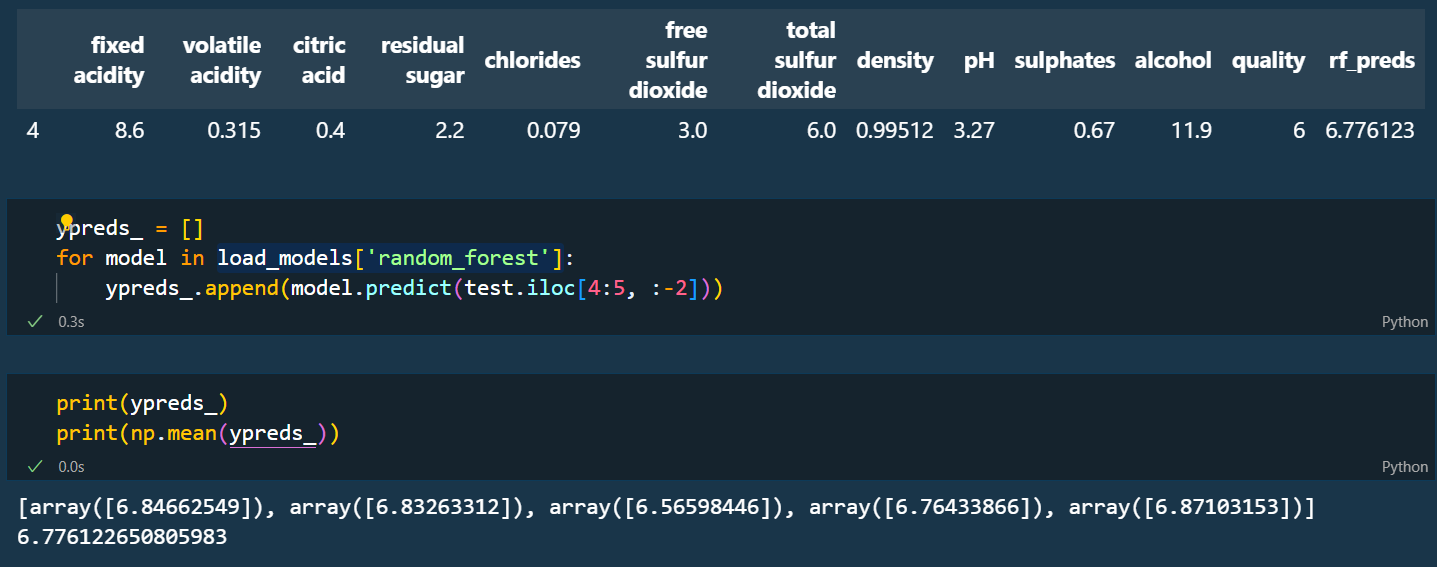 fixed acidity volatile acidity citric acid residual sugar chlorides free sulfur dioxide total sulfur dioxide density pH sulphates alcohol quality rf_preds
4 8.6 0.315 0.4 2.2 0.079 3.0 6.0 0.99512 3.27 0.67 11.9 6 6.776123
ypreds_ = []
for model in load_models['random_forest']:
    ypreds_.append(model.predict(test.iloc[4:5, :-2]))
0.3s Python
print(ypreds_)
print(np.mean(ypreds_))
0.0s Python
[array([6.84662549]), array([6.83263312]), array([6.56598446]), array([6.76433866]), array([6.87103153])]
6.776122650805983